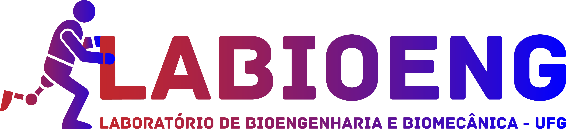 LABIOENG
LABORATÓRIO DE BIOENGENHARIA E BIOMECÂNICA - UFG